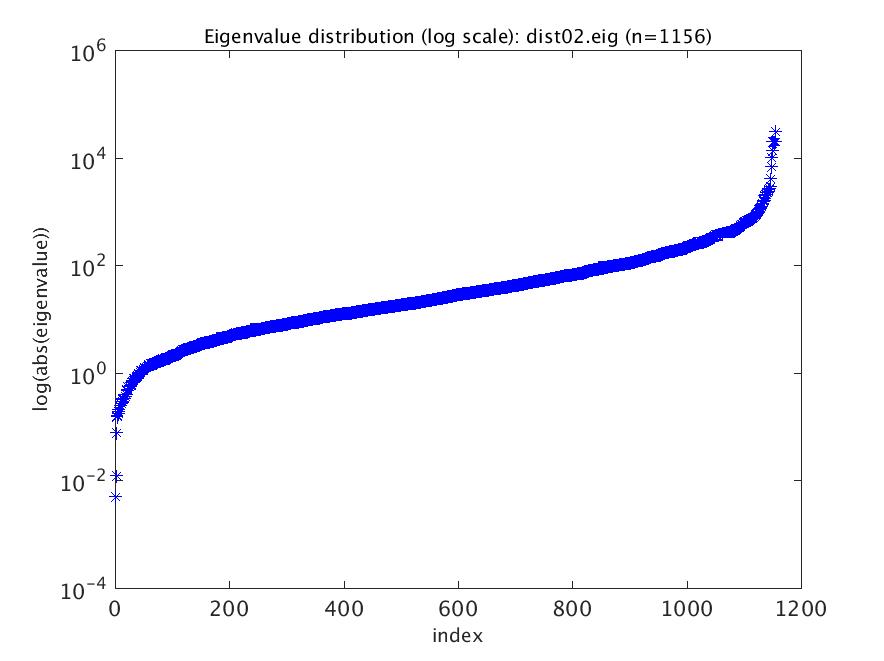 Eigenvalue distribution (log scale): dist02.eig (n=1156)
10^6
10^4
10^2
10^0
10^-2
10^-4
log(abs(eigenvalue))
0 200 400 600 800 1000 1200
index